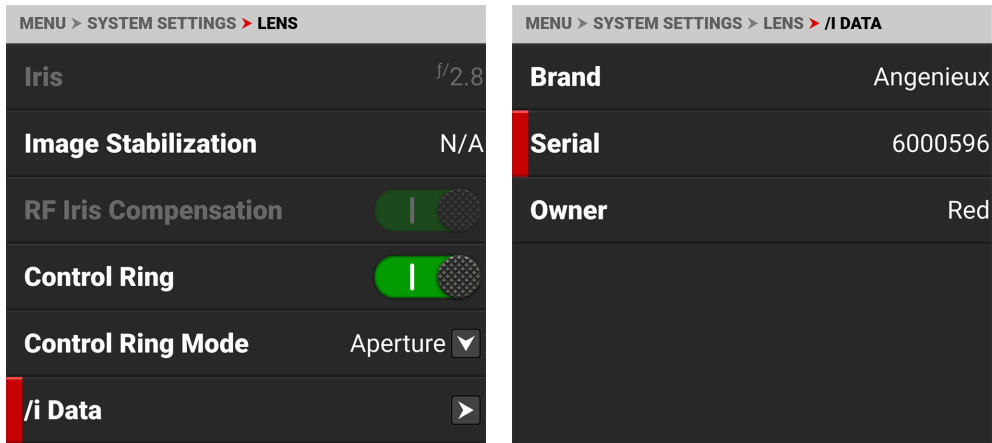 MENU > SYSTEM SETTINGS > LENS
Iris ƒ/2.8
Image Stabilization N/A
RF Iris Compensation
Control Ring
Control Ring Mode Aperture
/i Data
MENU > SYSTEM SETTINGS > LENS > /I DATA
Brand Angenieux
Serial 6000596
Owner Red